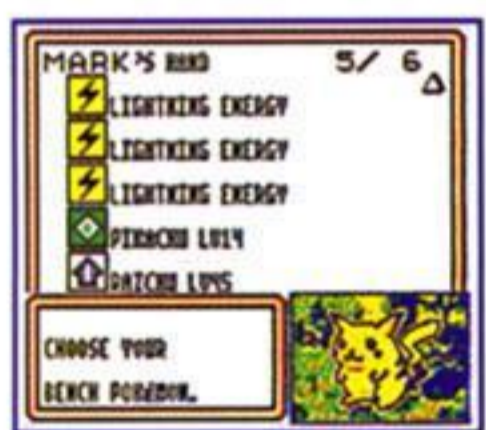 MARK'S HAND 5/ 6
LIGHTNING ENERGY
LIGHTNING ENERGY
LIGHTNING ENERGY
PIKACHU LV14
RAICHU LV45
CHOOSE YOUR
BENCH POKéMON.